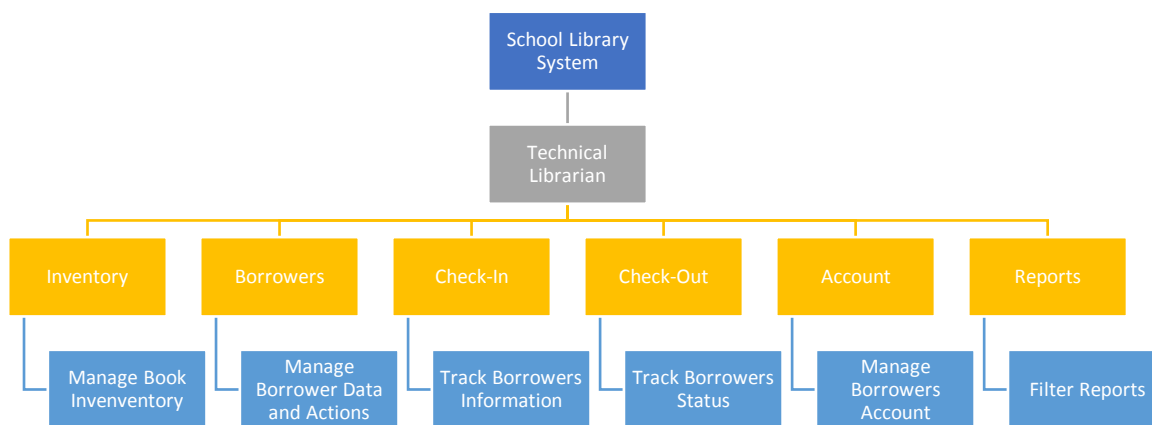 School Library
System
Technical
Librarian
Inventory
Borrowers
Check-In
Check-Out
Account
Reports
Manage Book
Invenventory
Manage
Borrower Data
and Actions
Track Borrowers
Information
Track Borrowers
Status
Manage
Borrowers
Account
Filter Reports